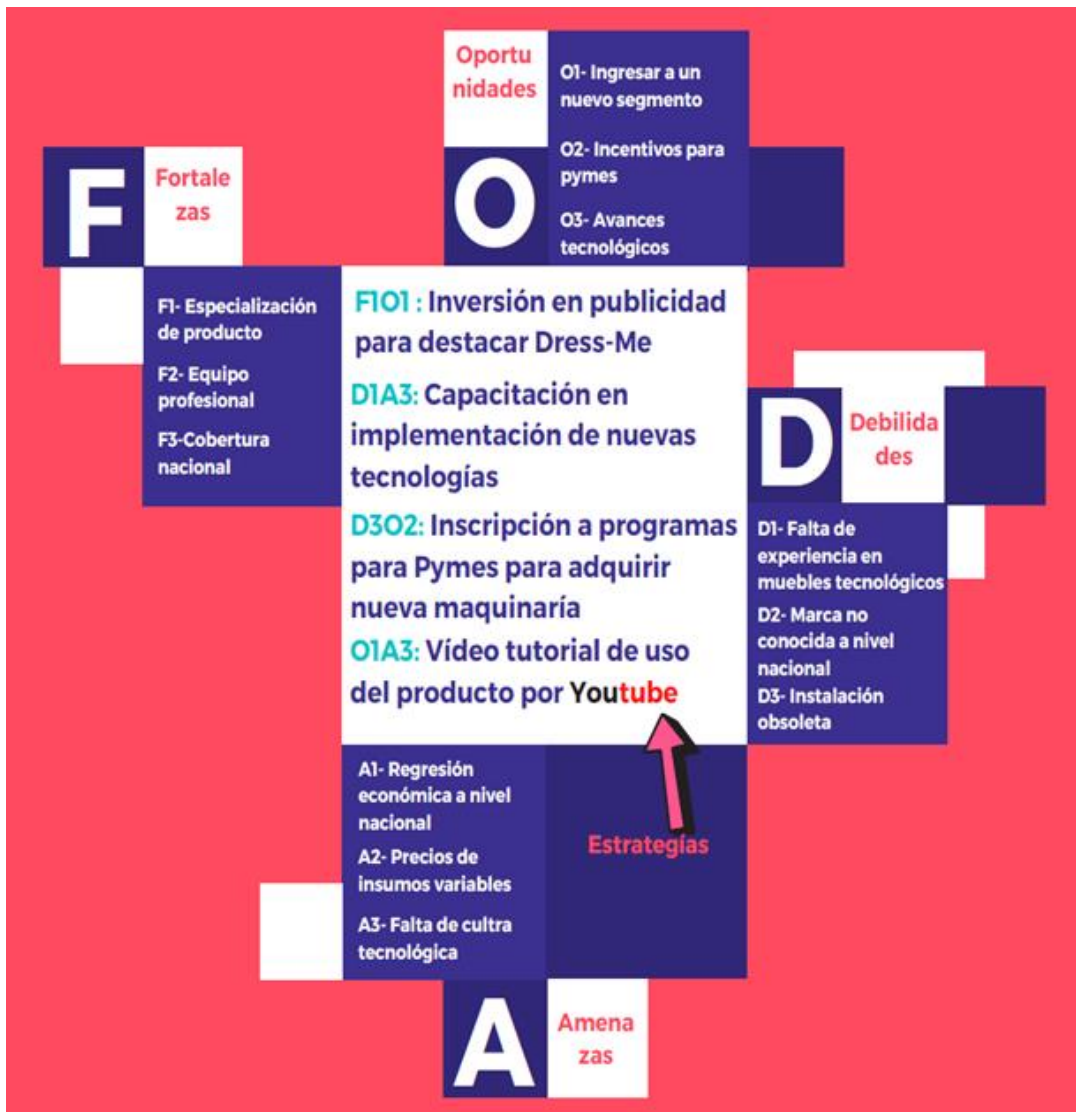 F
Fortale
zas
F1- Especialización
de producto
F2- Equipo
profesional
F3-Cobertura
nacional
Oportu
nidades
O
O1- Ingresar a un
nuevo segmento
O2- Incentivos para
pymes
O3- Avances
tecnológicos
F1O1 : Inversión en publicidad
para destacar Dress-Me
D1A3: Capacitación en
implementación de nuevas
tecnologías
D3O2: Inscripción a programas
para Pymes para adquirir
nueva maquinaría
O1A3: Vídeo tutorial de uso
del producto por Youtube
D
Debilida
des
D1- Falta de
experiencia en
muebles tecnológicos
D2- Marca no
conocida a nivel
nacional
D3- Instalación
obsoleta
A1- Regresión
económica a nivel
nacional
A2- Precios de
insumos variables
A3- Falta de cultra
tecnológica
Estrategías
A
Amena
zas